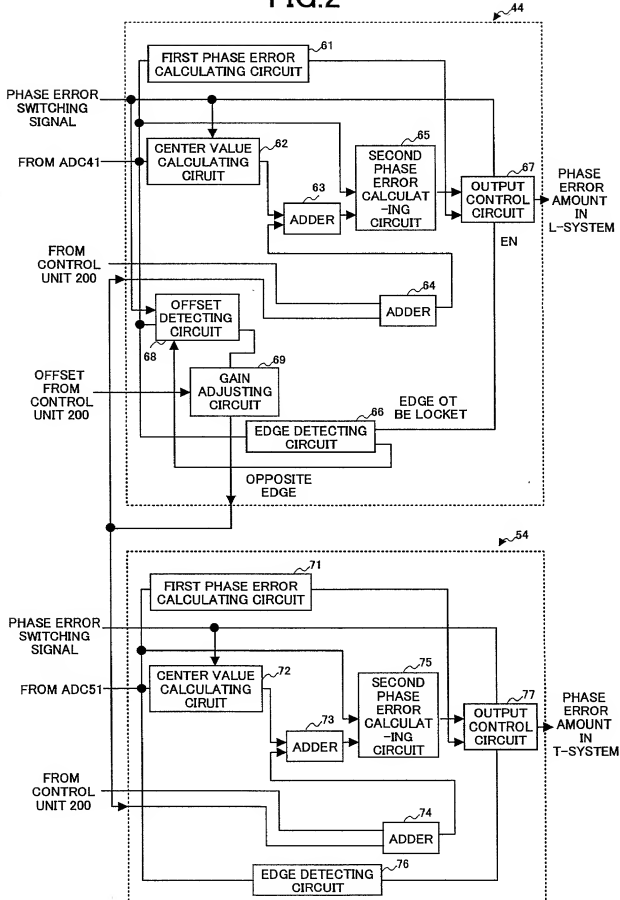 FIG.2
44
61
FIRST PHASE ERROR
CALCULATING CIRCUIT
PHASE ERROR
SWITCHING
SIGNAL
62
CENTER VALUE
CALCULATING
CIRUIT
FROM ADC41
65
SECOND
PHASE
ERROR
CALCULAT
-ING
CIRCUIT
63
ADDER
67
OUTPUT
CONTROL
CIRCUIT
PHASE
ERROR
AMOUNT
IN
L-SYSTEM
EN
FROM
CONTROL
UNIT 200
64
ADDER
OFFSET
DETECTING
CIRCUIT
68
69
GAIN
ADJUSTING
CIRCUIT
OFFSET
FROM
CONTROL
UNIT 200
66
EDGE DETECTING
CIRCUIT
EDGE OT
BE LOCKET
OPPOSITE
EDGE
54
71
FIRST PHASE ERROR
CALCULATING CIRCUIT
PHASE ERROR
SWITCHING
SIGNAL
72
CENTER VALUE
CALCULATING
CIRUIT
FROM ADC51
75
SECOND
PHASE
ERROR
CALCULAT
-ING
CIRCUIT
73
ADDER
77
OUTPUT
CONTROL
CIRCUIT
PHASE
ERROR
AMOUNT
IN
T-SYSTEM
FROM
CONTROL
UNIT 200
74
ADDER
76
EDGE DETECTING
CIRCUIT